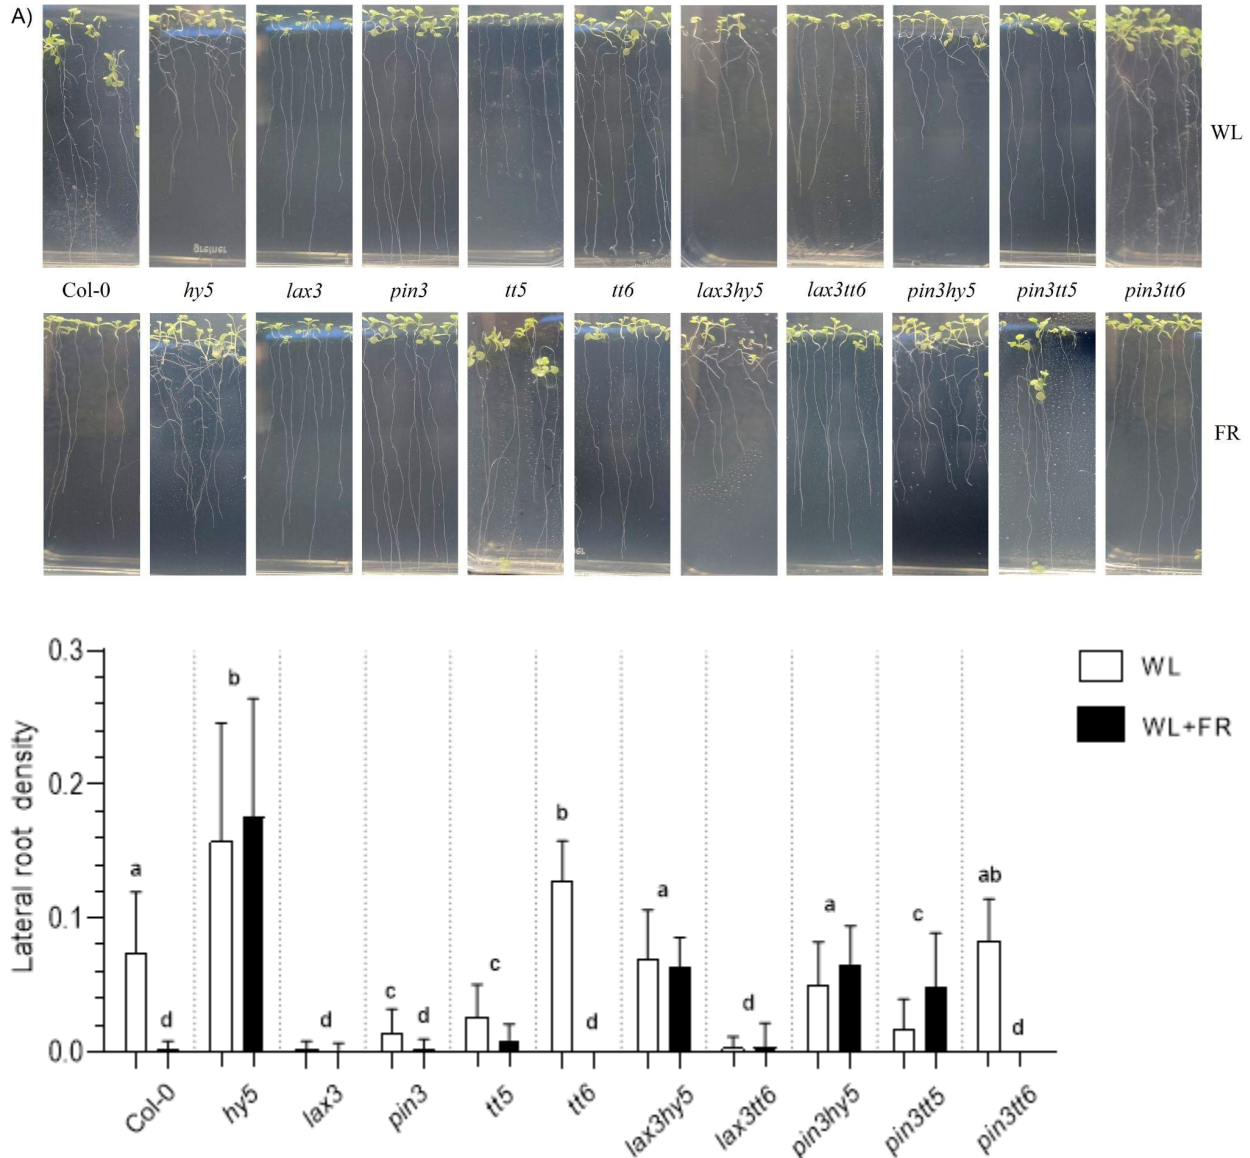 A)
WL
Col-0 hy5 lax3 pin3 tt5 tt6 lax3hy5 lax3tt6 pin3hy5 pin3tt5 pin3tt6
FR
0.3
0.2
0.1
0.0
Lateral root density
a d b d c d c b d a d a c ab d
WL
WL+FR
Col-0 hy5 lax3 pin3 tt5 tt6 lax3hy5 lax3tt6 pin3hy5 pin3tt5 pin3tt6